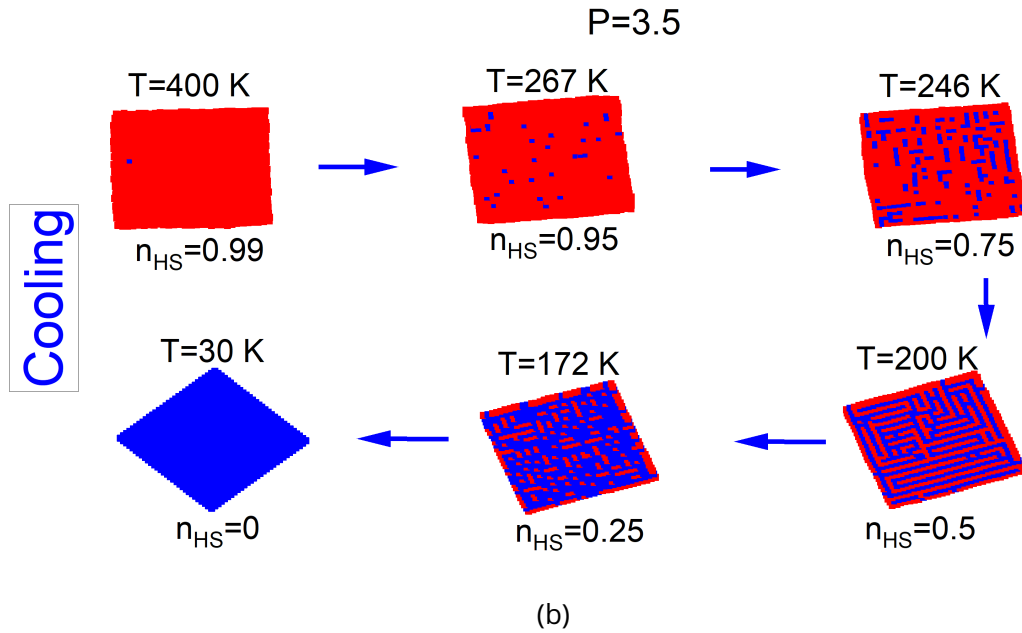 P=3.5
Cooling
T=400 K
n_HS=0.99
T=267 K
n_HS=0.95
T=246 K
n_HS=0.75
T=200 K
n_HS=0.5
T=172 K
n_HS=0.25
T=30 K
n_HS=0
(b)